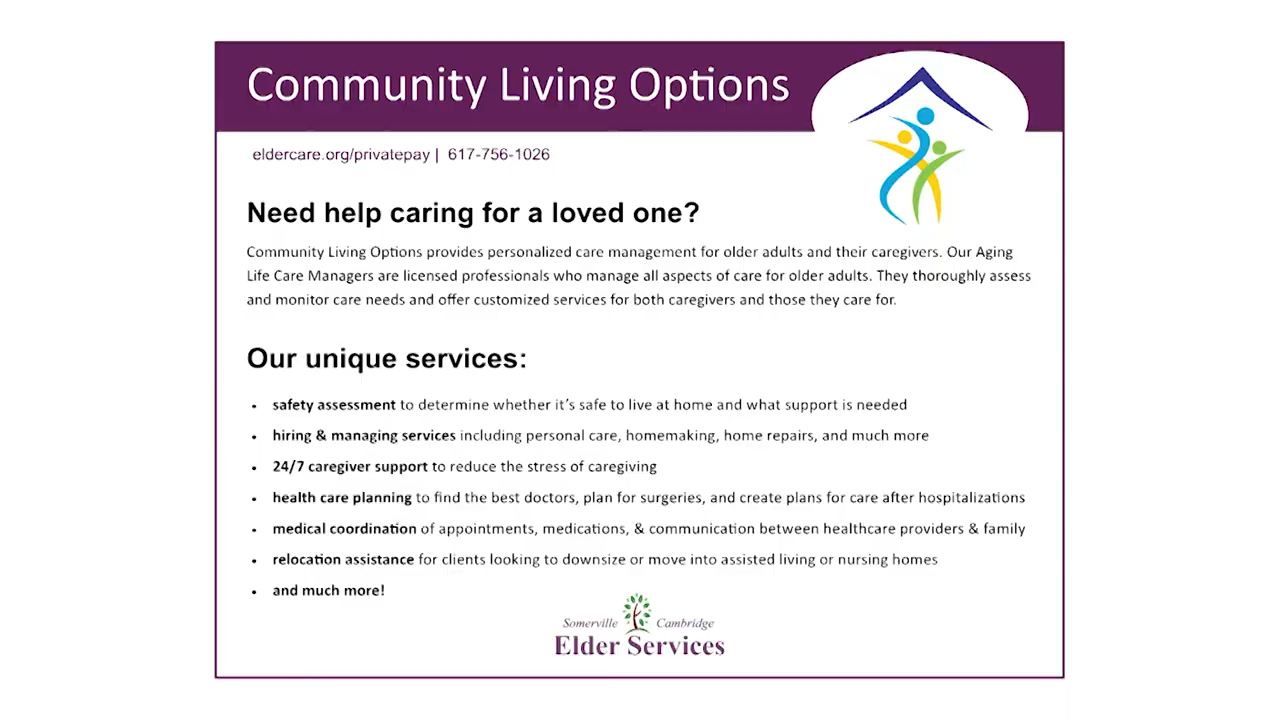 Community Living Options
eldercare.org/privatepay | 617-756-1026
Need help caring for a loved one?
Community Living Options provides personalized care management for older adults and their caregivers. Our Aging
Life Care Managers are licensed professionals who manage all aspects of care for older adults. They thoroughly assess
and monitor care needs and offer customized services for both caregivers and those they care for.
Our unique services:
• safety assessment to determine whether it's safe to live at home and what support is needed
• hiring & managing services including personal care, homemaking, home repairs, and much more
• 24/7 caregiver support to reduce the stress of caregiving
• health care planning to find the best doctors, plan for surgeries, and create plans for care after hospitalizations
• medical coordination of appointments, medications, & communication between healthcare providers & family
• relocation assistance for clients looking to downsize or move into assisted living or nursing homes
• and much more!
Somerville Cambridge
Elder Services